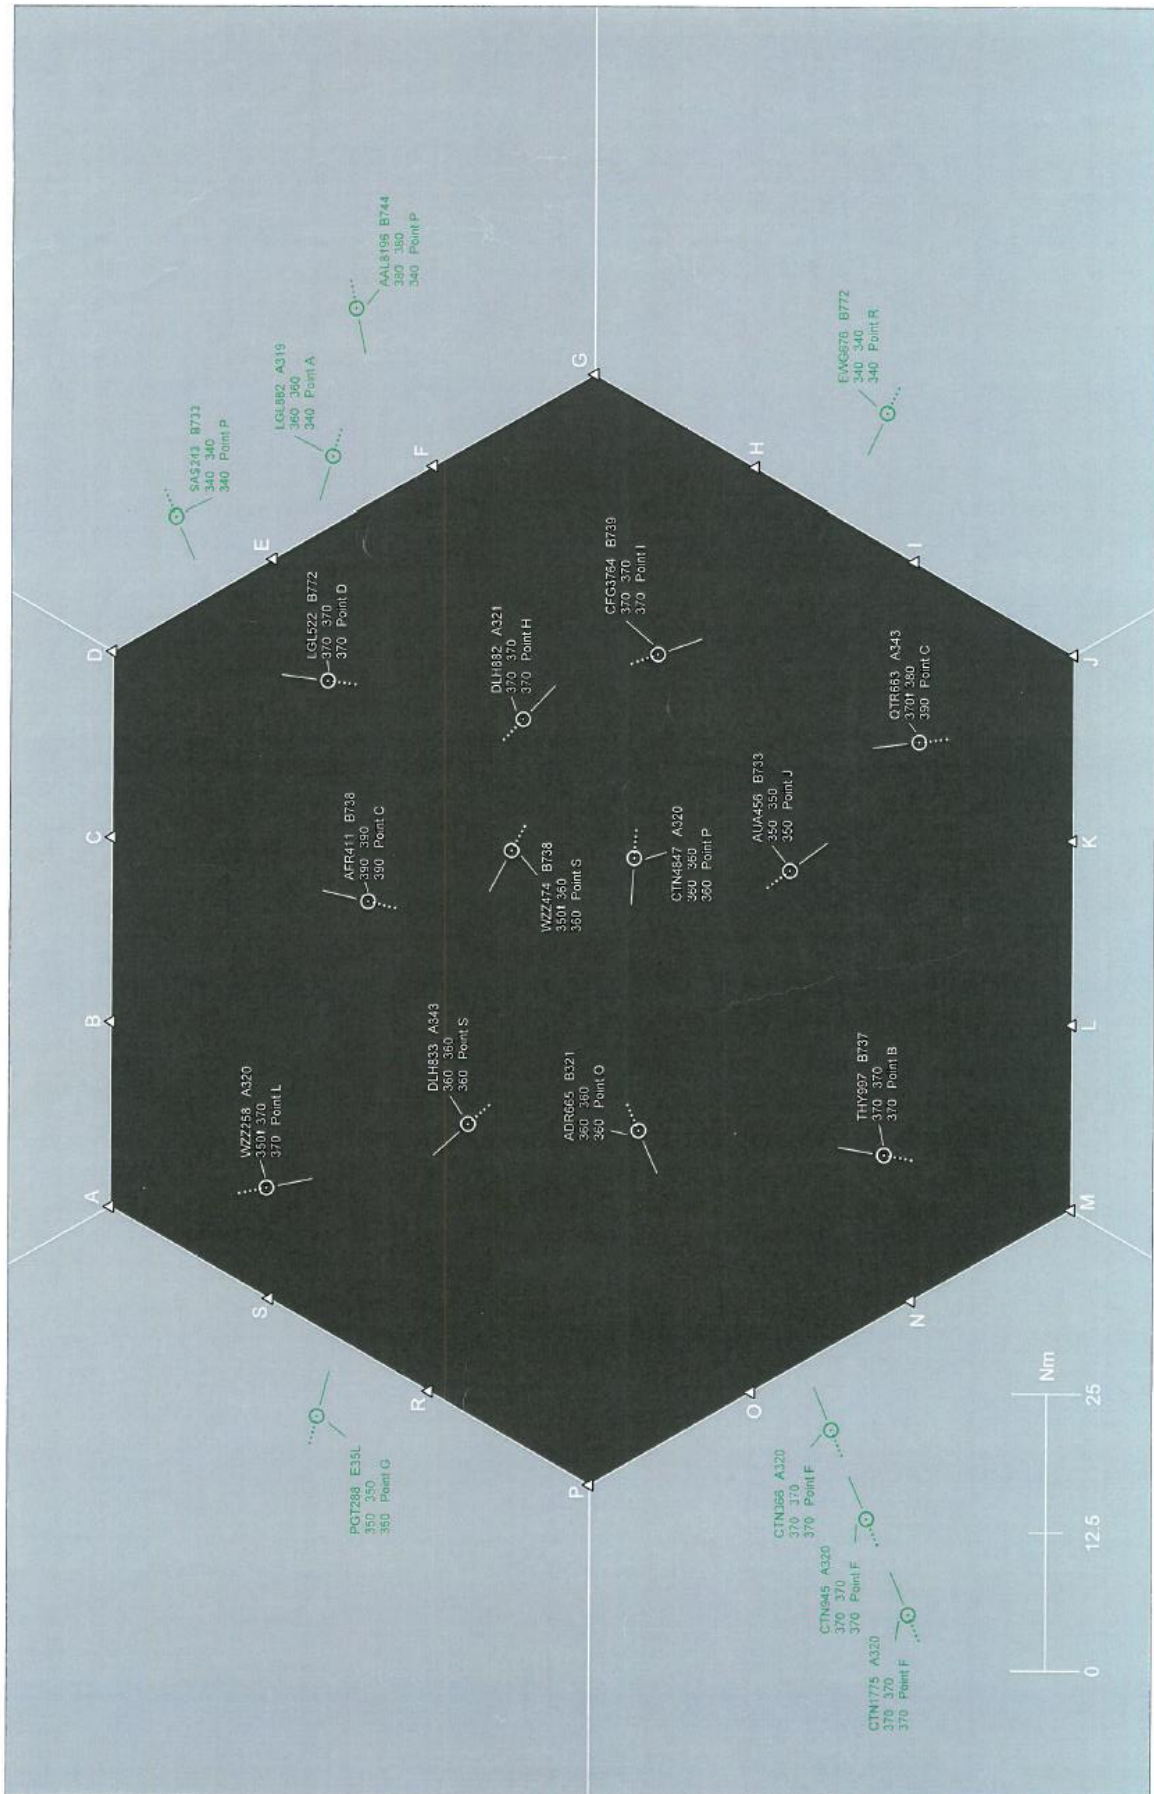 D
C
B
A
SAS243 B733
340 340
340 Point P
LGL882 A319
360 360
340 Point A
AAL8196 B744
380 380
340 Point P
E
S
WZZ258 A320
350↑ 370
370 Point L
LGL522 B772
370 370
370 Point D
AFR411 B738
390 390
390 Point C
PGT288 E35L
350 350
350 Point G
F
R
DLH833 A343
360 360
360 Point S
DLH882 A321
370 370
370 Point H
WZZ474 B738
350↑ 360
360 Point S
G
P
ADR665 B321
360 360
360 Point O
CFG3764 B739
370 370
370 Point I
CTN4847 A320
360 360
360 Point P
H
O
AUA456 B733
350 350
350 Point J
EWG676 B772
340 340
340 Point R
CTN366 A320
370 370
370 Point F
CTN945 A320
370 370
370 Point F
CTN1775 A320
370 370
370 Point F
THY997 B737
370 370
370 Point B
QTR663 A343
370↑ 380
390 Point C
I
N
J
K
L
M
Nm
0 12.5 25